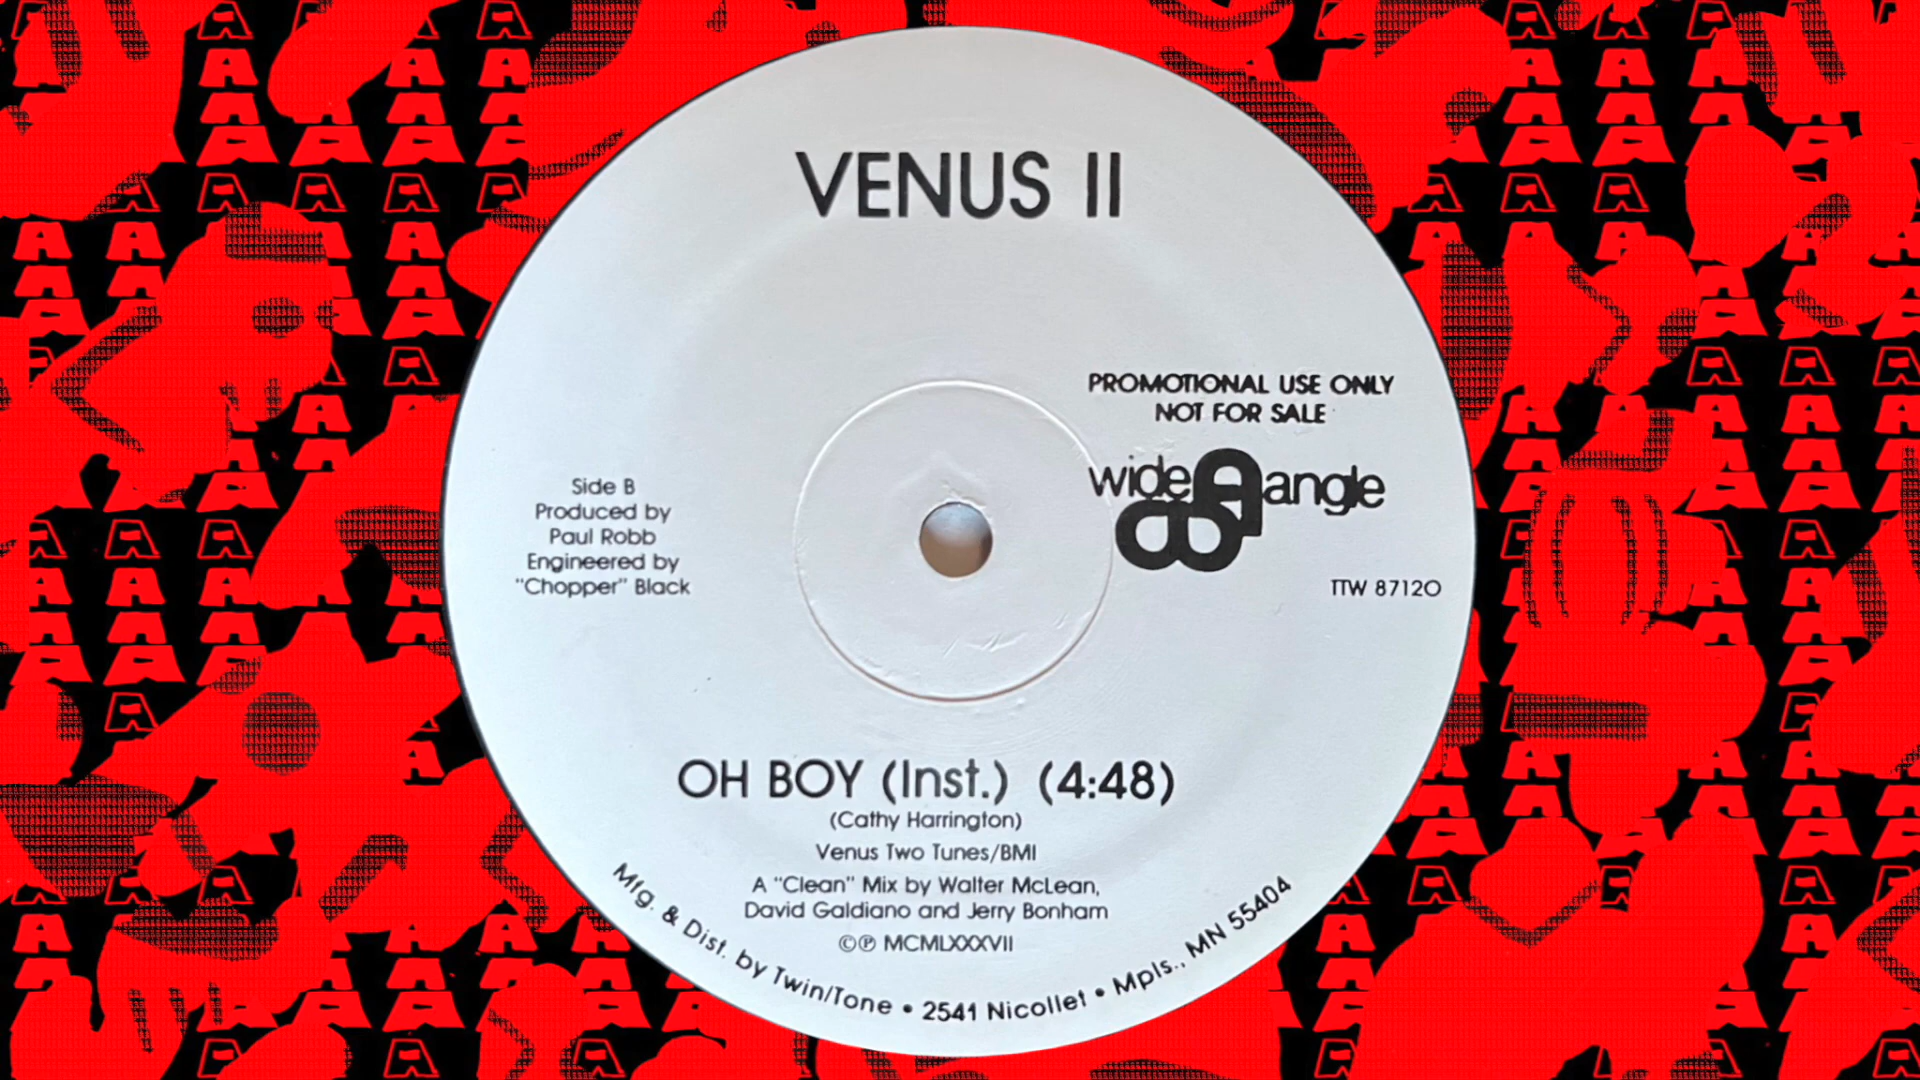 VENUS II
PROMOTIONAL USE ONLY
NOT FOR SALE
wide angle
TTW 87120
Side B
Produced by
Paul Robb
Engineered by
"Chopper" Black
OH BOY (Inst.) (4:48)
(Cathy Harrington)
Venus Two Tunes/BMI
A "Clean" Mix by Walter McLean,
David Galdiano and Jerry Bonham
©℗ MCMLXXXVII
Mfg. & Dist. by Twin/Tone • 2541 Nicollet • Mpls., MN 55404